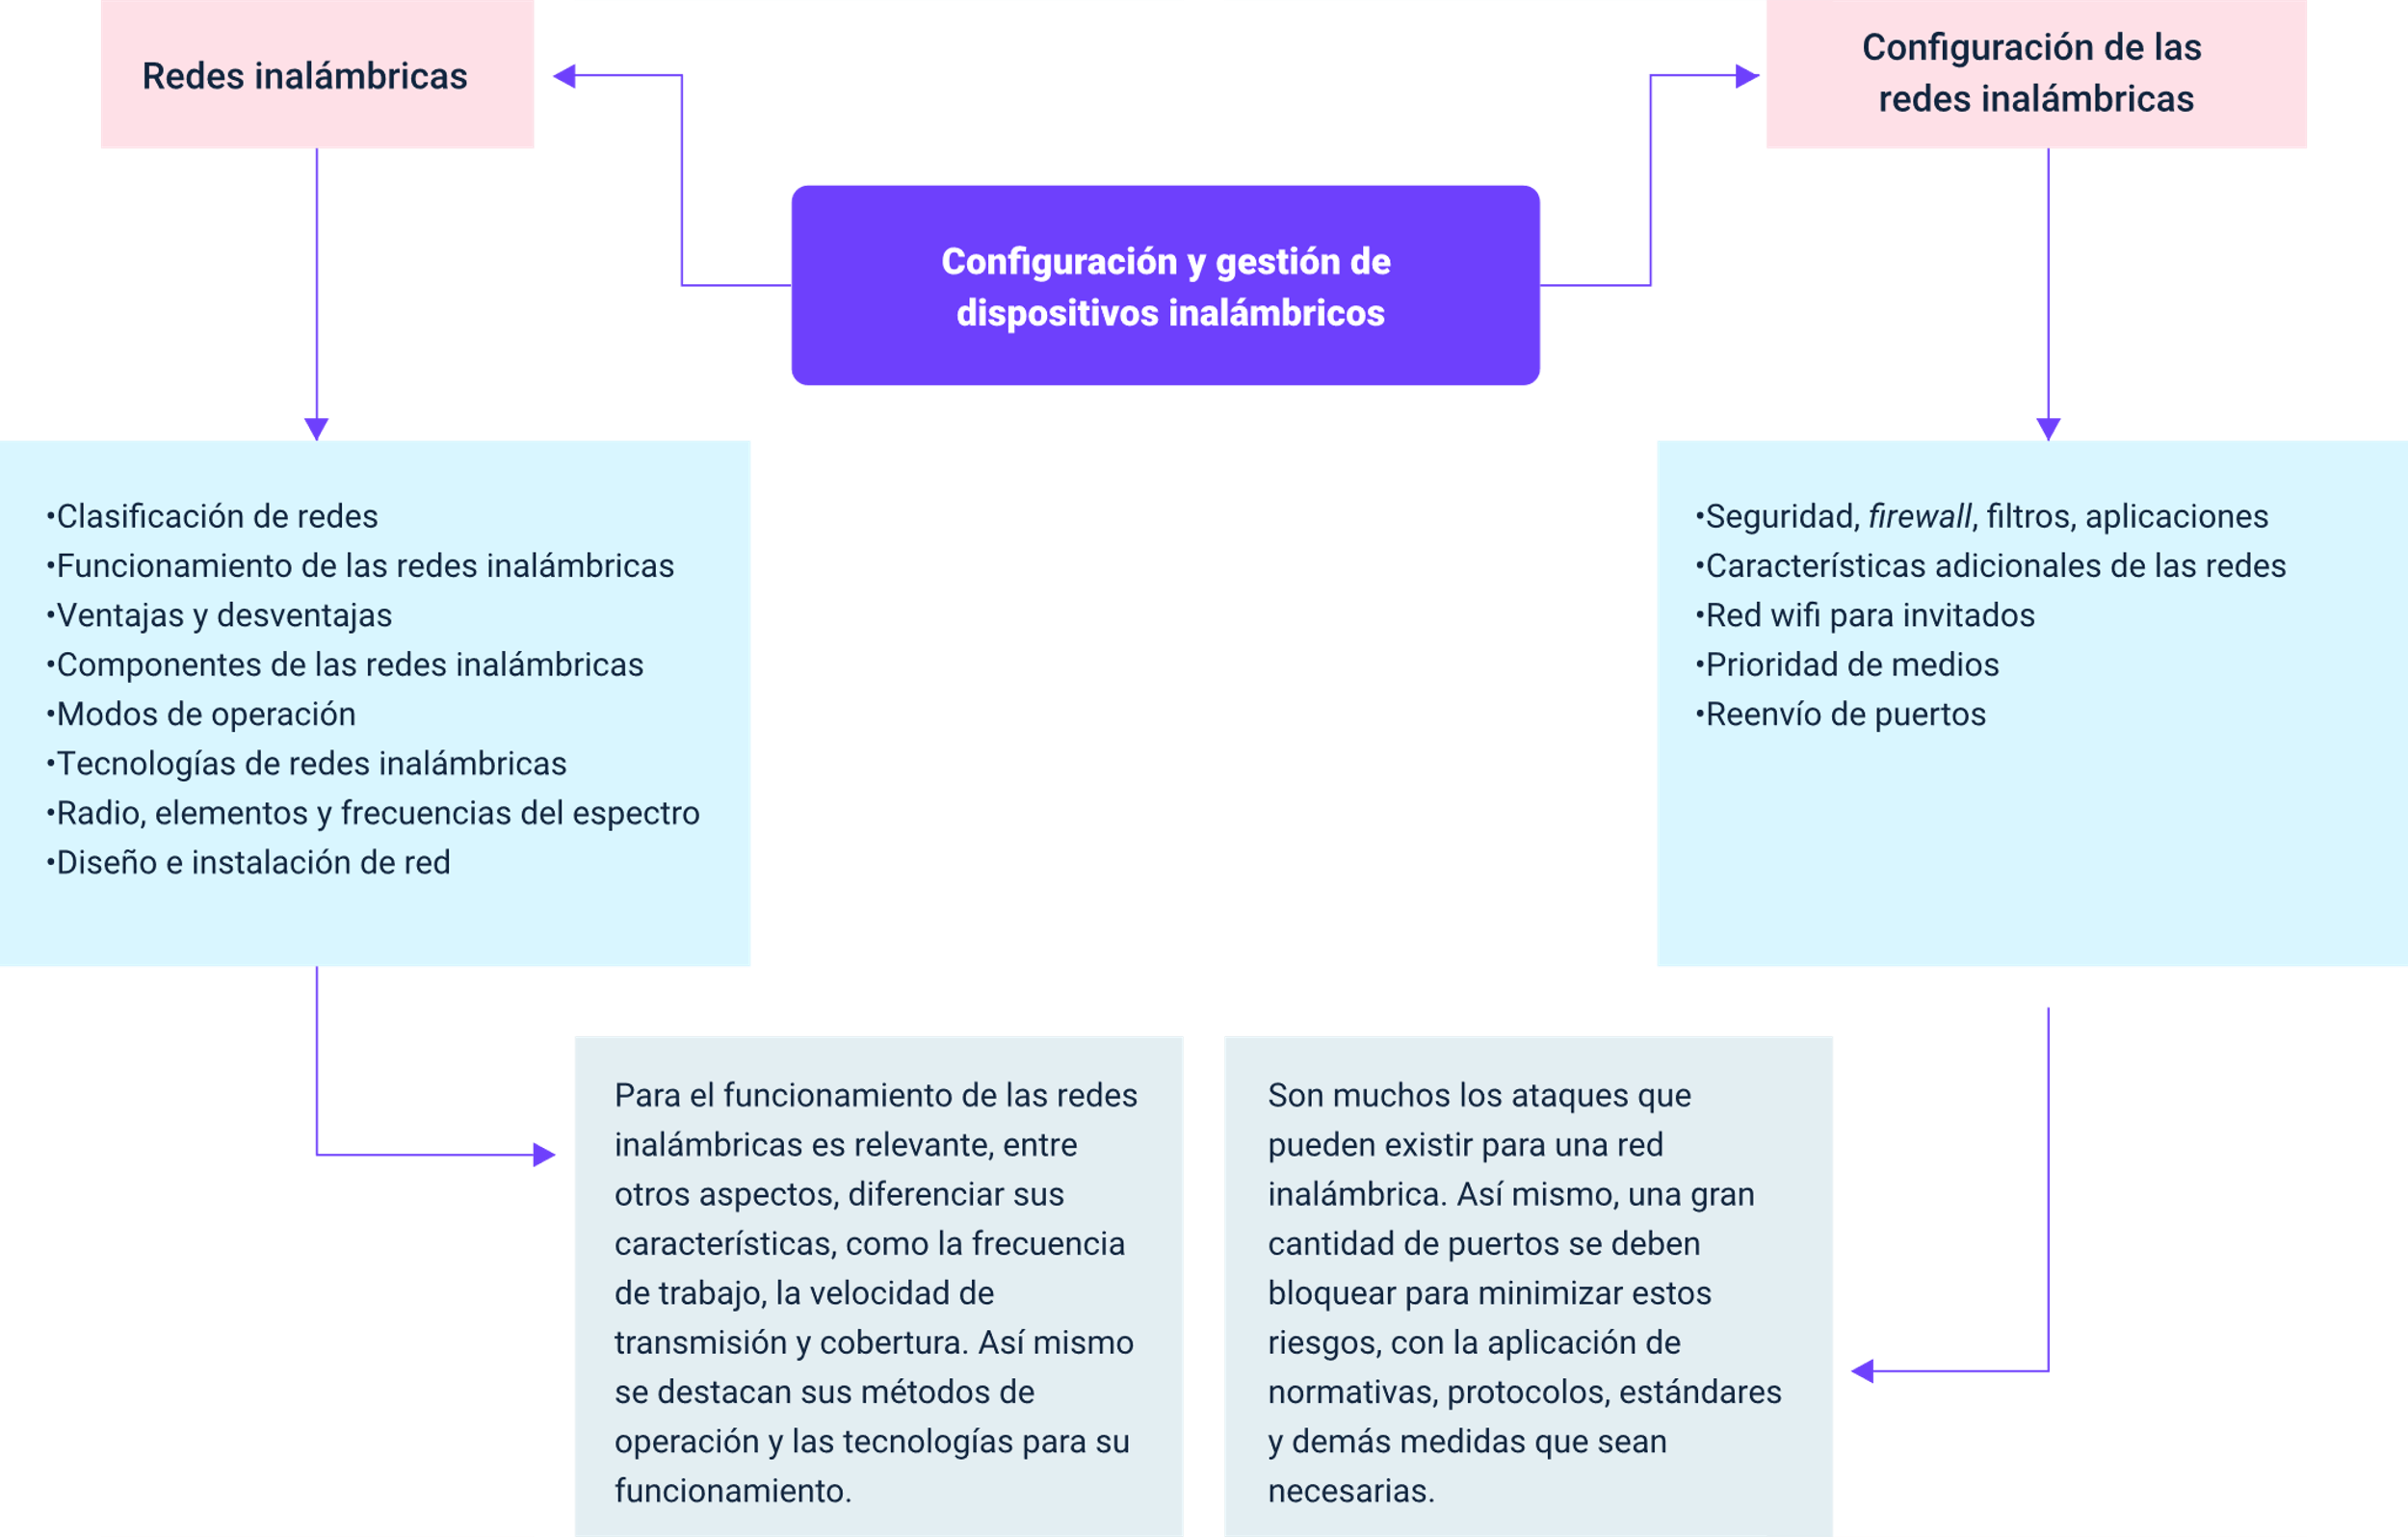 Redes inalámbricas
Configuración de las
redes inalámbricas
Configuración y gestión de
dispositivos inalámbricos
•Clasificación de redes
•Funcionamiento de las redes inalámbricas
•Ventajas y desventajas
•Componentes de las redes inalámbricas
•Modos de operación
•Tecnologías de redes inalámbricas
•Radio, elementos y frecuencias del espectro
•Diseño e instalación de red
•Seguridad, firewall, filtros, aplicaciones
•Características adicionales de las redes
•Red wifi para invitados
•Prioridad de medios
•Reenvío de puertos
Para el funcionamiento de las redes
inalámbricas es relevante, entre
otros aspectos, diferenciar sus
características, como la frecuencia
de trabajo, la velocidad de
transmisión y cobertura. Así mismo
se destacan sus métodos de
operación y las tecnologías para su
funcionamiento.
Son muchos los ataques que
pueden existir para una red
inalámbrica. Así mismo, una gran
cantidad de puertos se deben
bloquear para minimizar estos
riesgos, con la aplicación de
normativas, protocolos, estándares
y demás medidas que sean
necesarias.